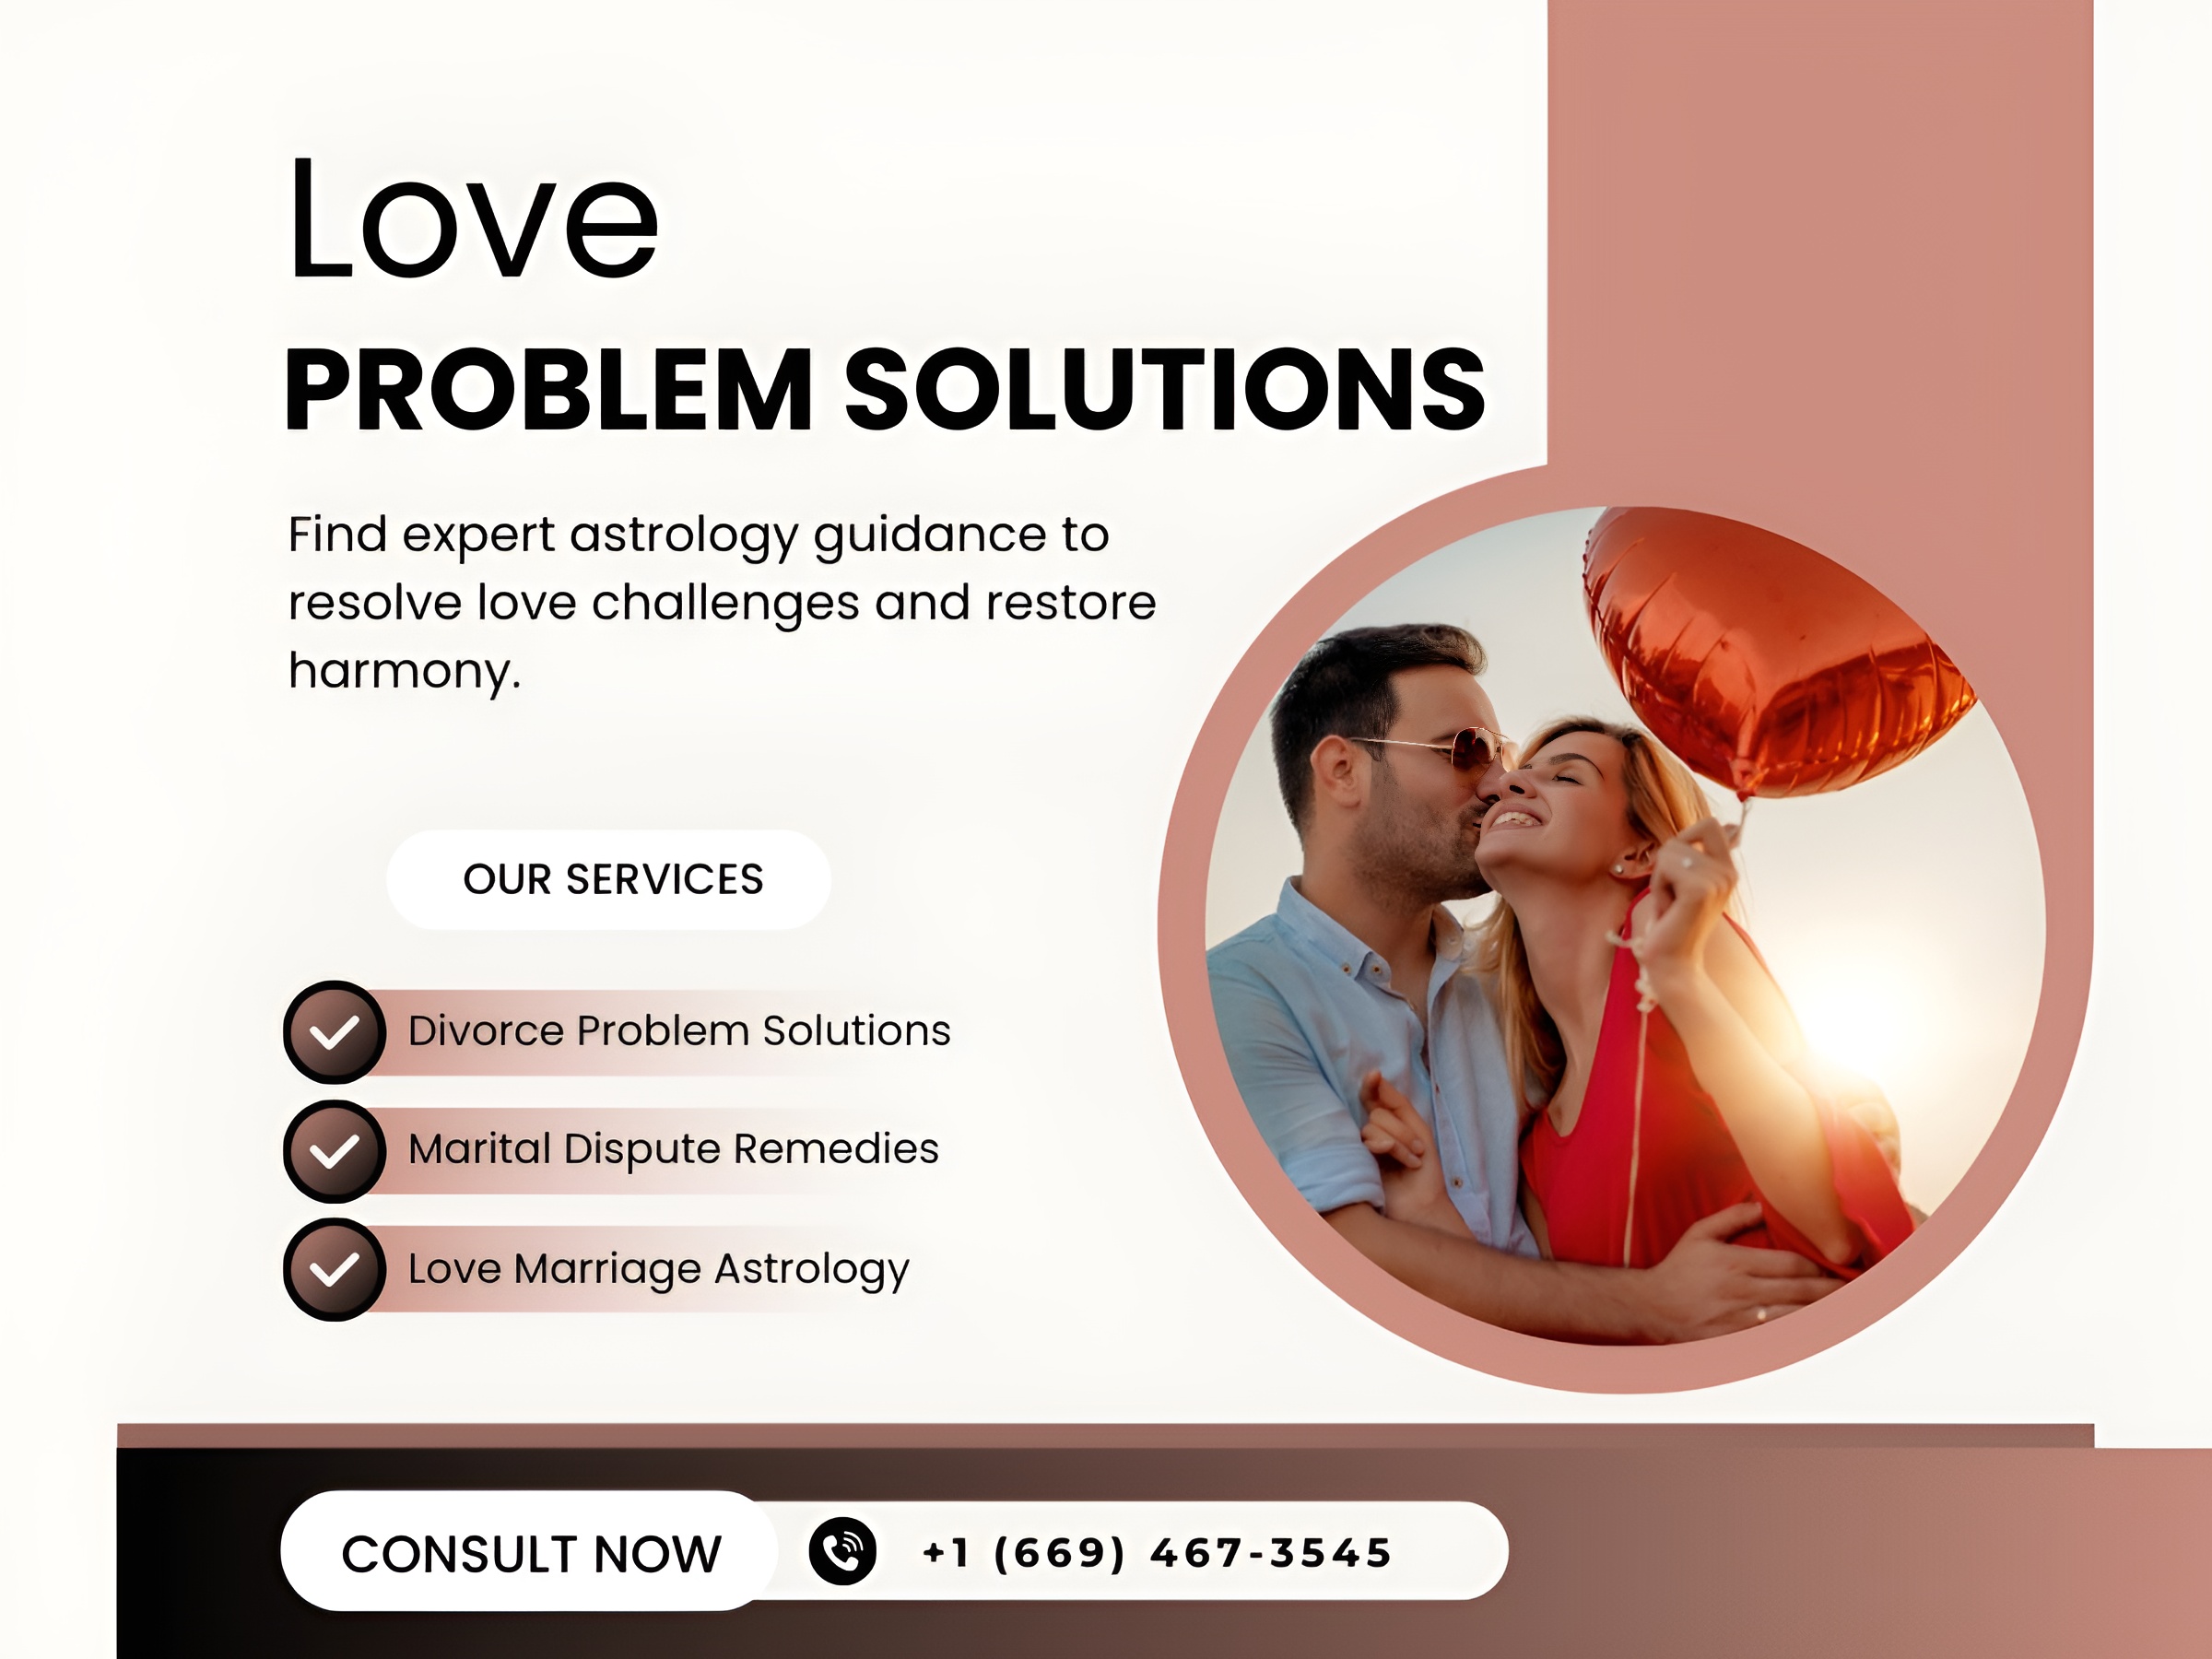 Love
PROBLEM SOLUTIONS
Find expert astrology guidance to
resolve love challenges and restore
harmony.
OUR SERVICES
Divorce Problem Solutions
Marital Dispute Remedies
Love Marriage Astrology
CONSULT NOW
+1 (669) 467-3545